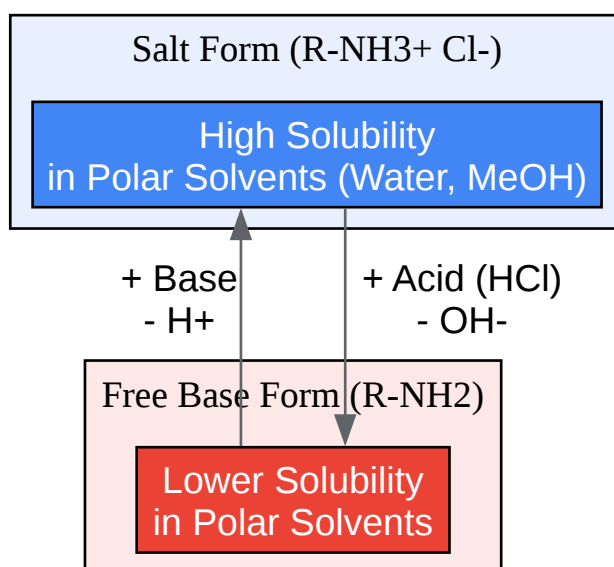 Salt Form (R-NH3+ Cl-)
High Solubility
in Polar Solvents (Water, MeOH)
+ Base
- H+
+ Acid (HCl)
- OH-
Free Base Form (R-NH2)
Lower Solubility
in Polar Solvents